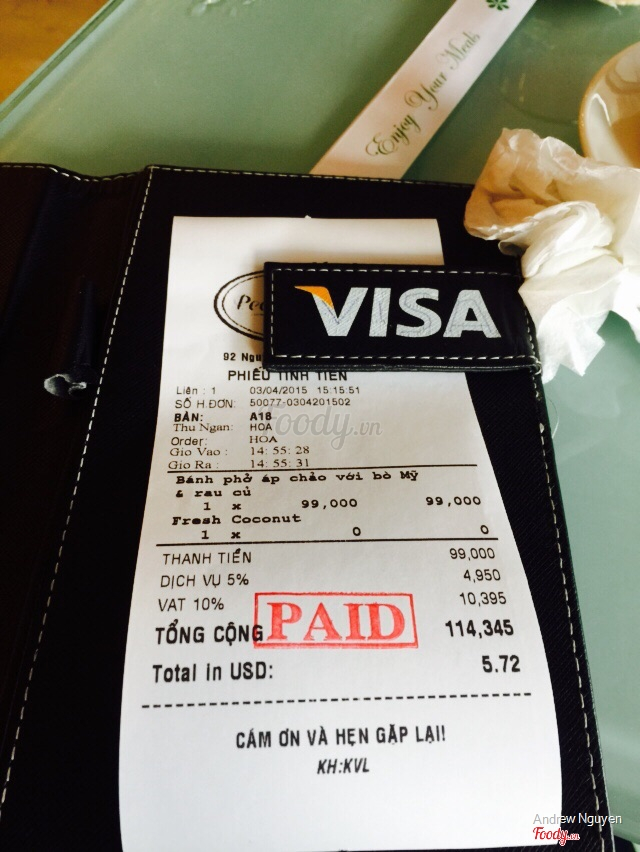 Enjoy Your Meals
VISA
92
PHIẾU TÍNH TIỀN
Liên : 1 03/04/2015 15:15:51
SỐ H.ĐƠN: 50077-0304201502
BÀN: A18
Thu Ngan: HOA
Order: HOA
Gio Vao : 14: 55: 28
Gio Ra : 14: 55: 31
Bánh phở áp chảo với bò Mỹ
& rau củ
1 x 99,000 99,000
Fresh Coconut
1 x 0 0
THANH TIỀN 99,000
DỊCH VỤ 5% 4,950
VAT 10% 10,395
TỔNG CỘNG 114,345
PAID
Total in USD: 5.72
CÁM ƠN VÀ HẸN GẶP LẠI!
KH:KVL
Foody.vn
Andrew Nguyen
Foody.vn